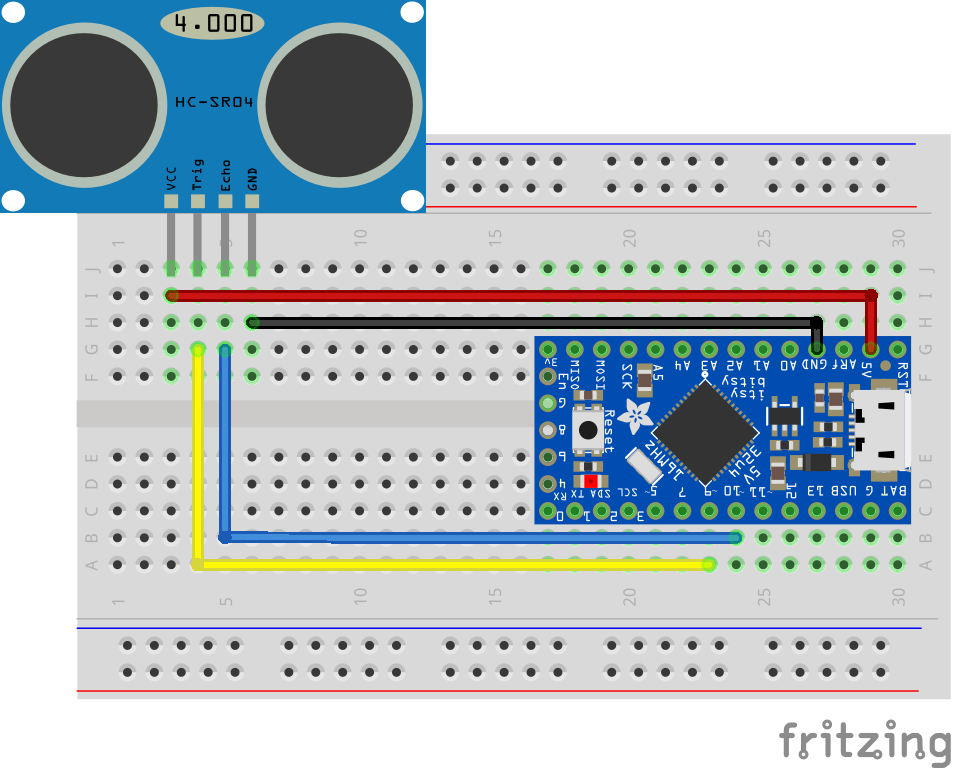 4.000
HC-SR04
VCC Trig Echo GND
1 5 10 15 20 25 30
J J
I I
H H
G G
F F
3V MISO MOSI SCK A5 A4 A3 A2 A1 A0 GND ARf 5V RST
En
G
Reset
itsy
bitsy
16MHz
32u4
5V
RX TX SDA SCL 5 7 9 10 11 12 13 USB G BAT
0 1 2 3
E E
D D
C C
B B
A A
1 5 10 15 20 25 30
fritzing